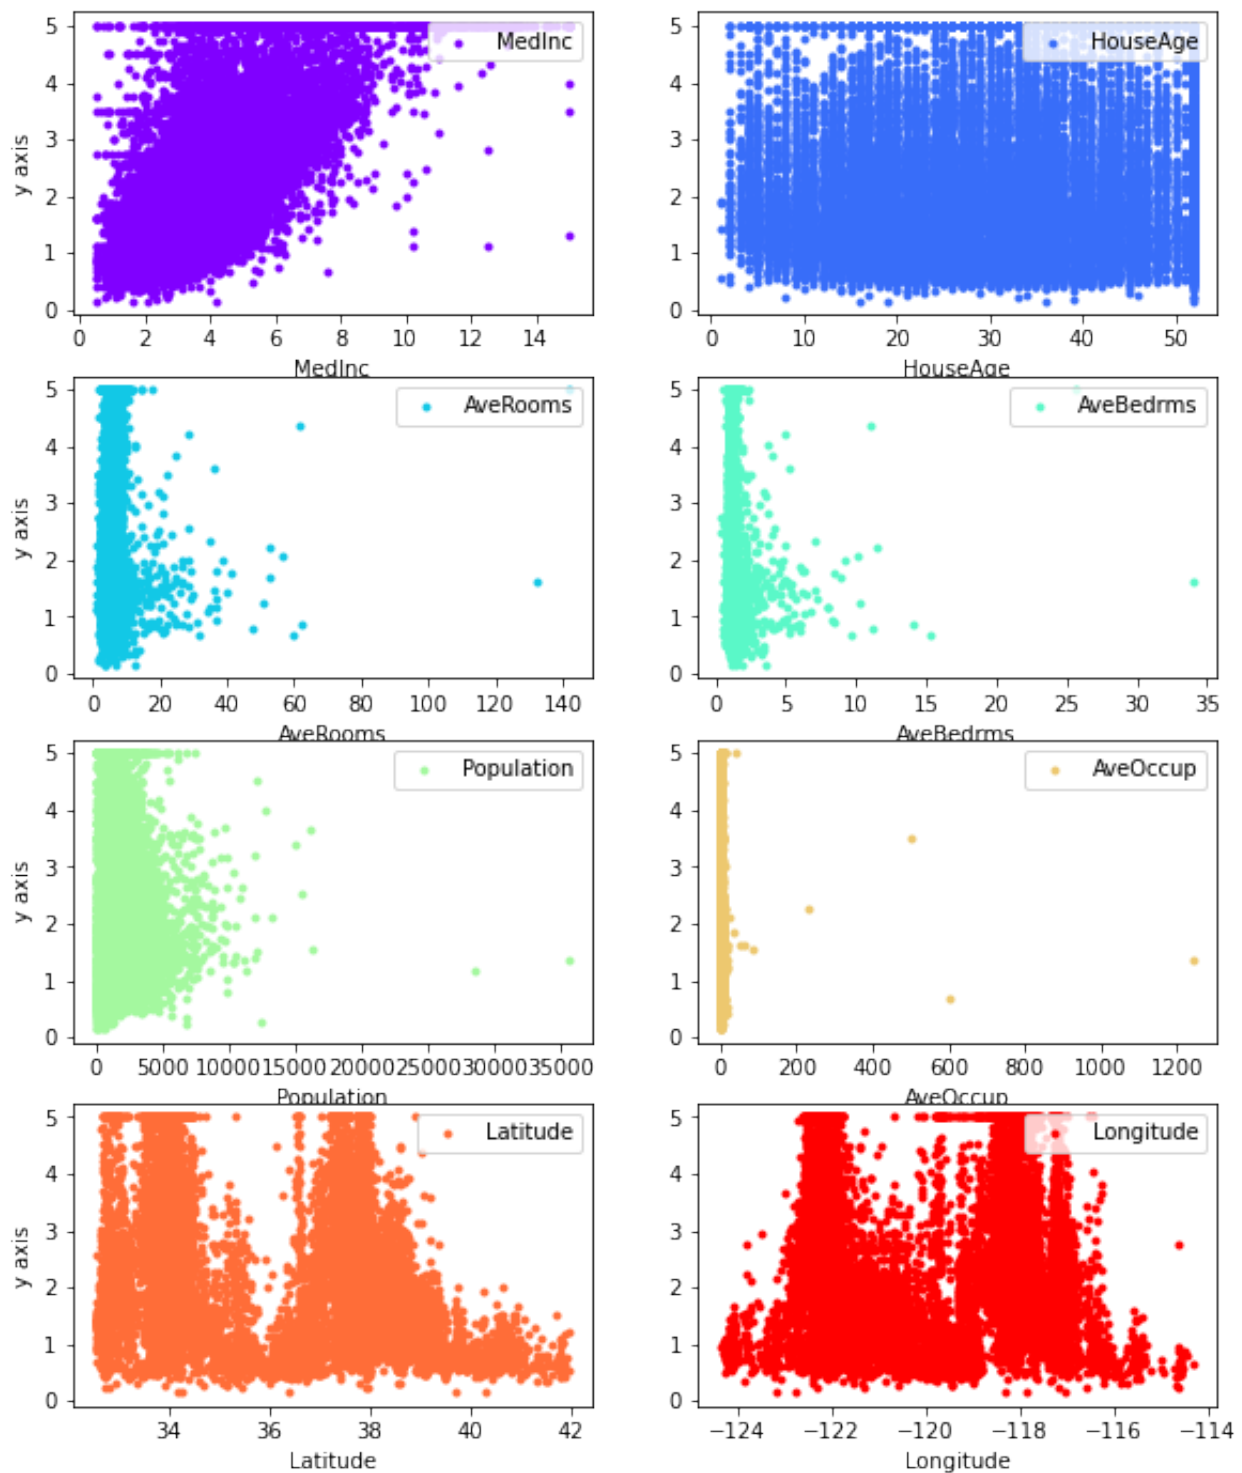 5 MedInc
4
3
2
1
0
y axis
0 2 4 6 8 10 12 14
MedInc
5 HouseAge
4
3
2
1
0
0 10 20 30 40 50
HouseAge
5 AveRooms
4
3
2
1
0
y axis
0 20 40 60 80 100 120 140
AveRooms
5 AveBedrms
4
3
2
1
0
0 5 10 15 20 25 30 35
AveBedrms
5 Population
4
3
2
1
0
y axis
0 5000 10000 15000 20000 25000 30000 35000
Population
5 AveOccup
4
3
2
1
0
0 200 400 600 800 1000 1200
AveOccup
5 Latitude
4
3
2
1
0
y axis
34 36 38 40 42
Latitude
5 Longitude
4
3
2
1
0
−124 −122 −120 −118 −116 −114
Longitude